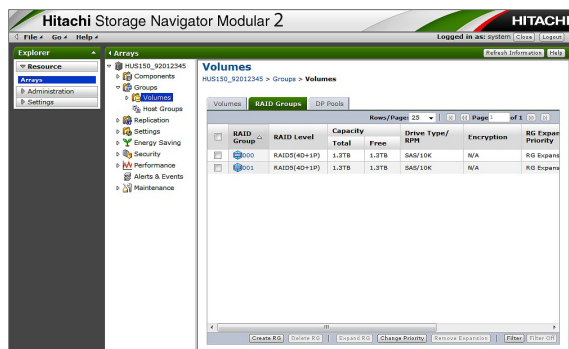 Hitachi Storage Navigator Modular 2
HITACHI
File Go Help
Logged in as: system Close Logout
Explorer
Resource
Arrays
Administration
Settings
Arrays
HUS150_92012345
Components
Groups
Volumes
Host Groups
Replication
Settings
Energy Saving
Security
Performance
Alerts & Events
Maintenance
Refresh Information Help
Volumes
HUS150_92012345 > Groups > Volumes
Volumes RAID Groups DP Pools
Rows/Page: 25 Page 1 of 1
RAID Group RAID Level Capacity Total Free Drive Type/RPM Encryption RG Expan Priority
000 RAID5(4D+1P) 1.3TB 1.3TB SAS/10K N/A RG Expans
001 RAID5(4D+1P) 1.3TB 1.3TB SAS/10K N/A RG Expans
Create RG Delete RG Expand RG Change Priority Remove Expansion Filter Filter Off